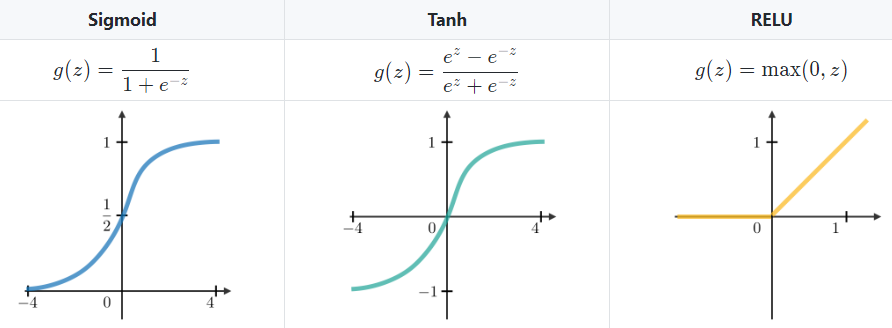 Sigmoid
Tanh
RELU
g(z) = 1 / (1 + e^{-z})
g(z) = (e^z − e^{-z}) / (e^z + e^{-z})
g(z) = max(0, z)
1
1/2
−4
0
4
1
−4
0
4
−1
1
0
1